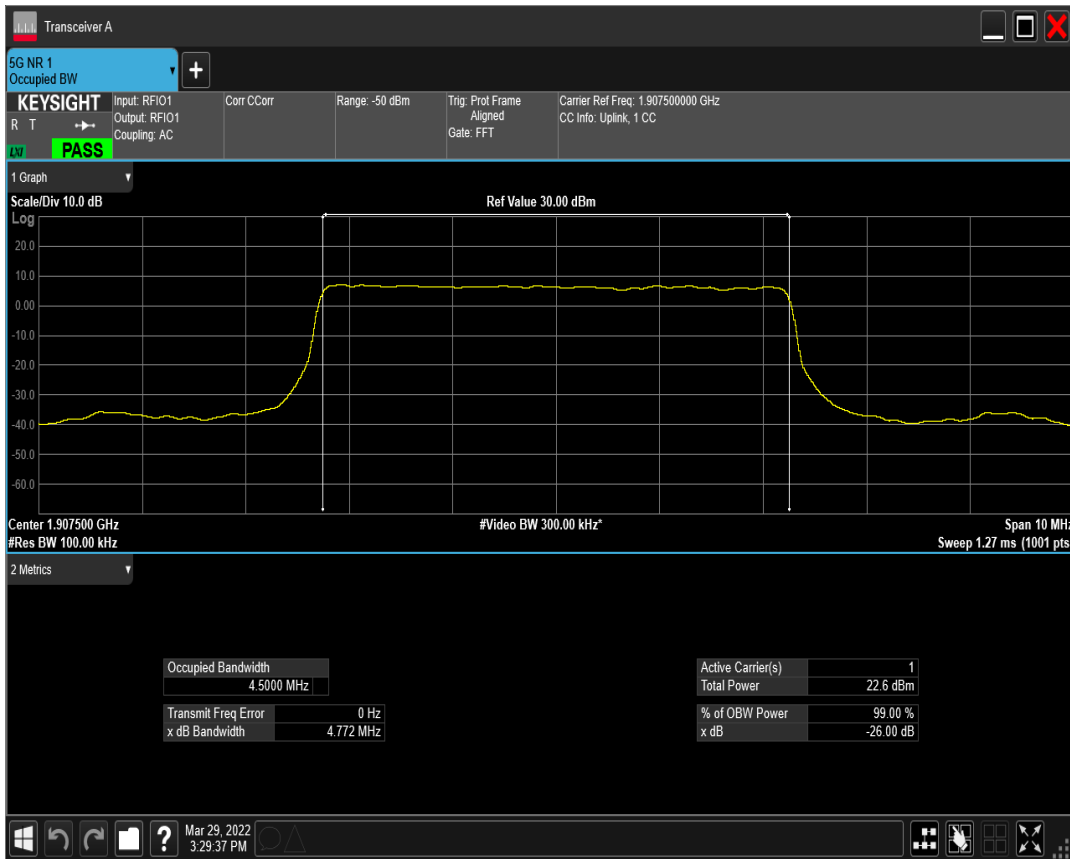 Transceiver A
5G NR 1
Occupied BW
KEYSIGHT
R T
LXI
PASS
Input: RFIO1
Output: RFIO1
Coupling: AC
Corr CCorr
Range: -50 dBm
Trig: Prot Frame
Aligned
Gate: FFT
Carrier Ref Freq: 1.907500000 GHz
CC Info: Uplink, 1 CC
1 Graph
Scale/Div 10.0 dB
Ref Value 30.00 dBm
Log
20.0
10.0
0.00
-10.0
-20.0
-30.0
-40.0
-50.0
-60.0
Center 1.907500 GHz
#Video BW 300.00 kHz*
Span 10 MHz
#Res BW 100.00 kHz
Sweep 1.27 ms (1001 pts
2 Metrics
Occupied Bandwidth
4.5000 MHz
Transmit Freq Error 0 Hz
x dB Bandwidth 4.772 MHz
Active Carrier(s) 1
Total Power 22.6 dBm
% of OBW Power 99.00 %
x dB -26.00 dB
?
Mar 29, 2022
3:29:37 PM